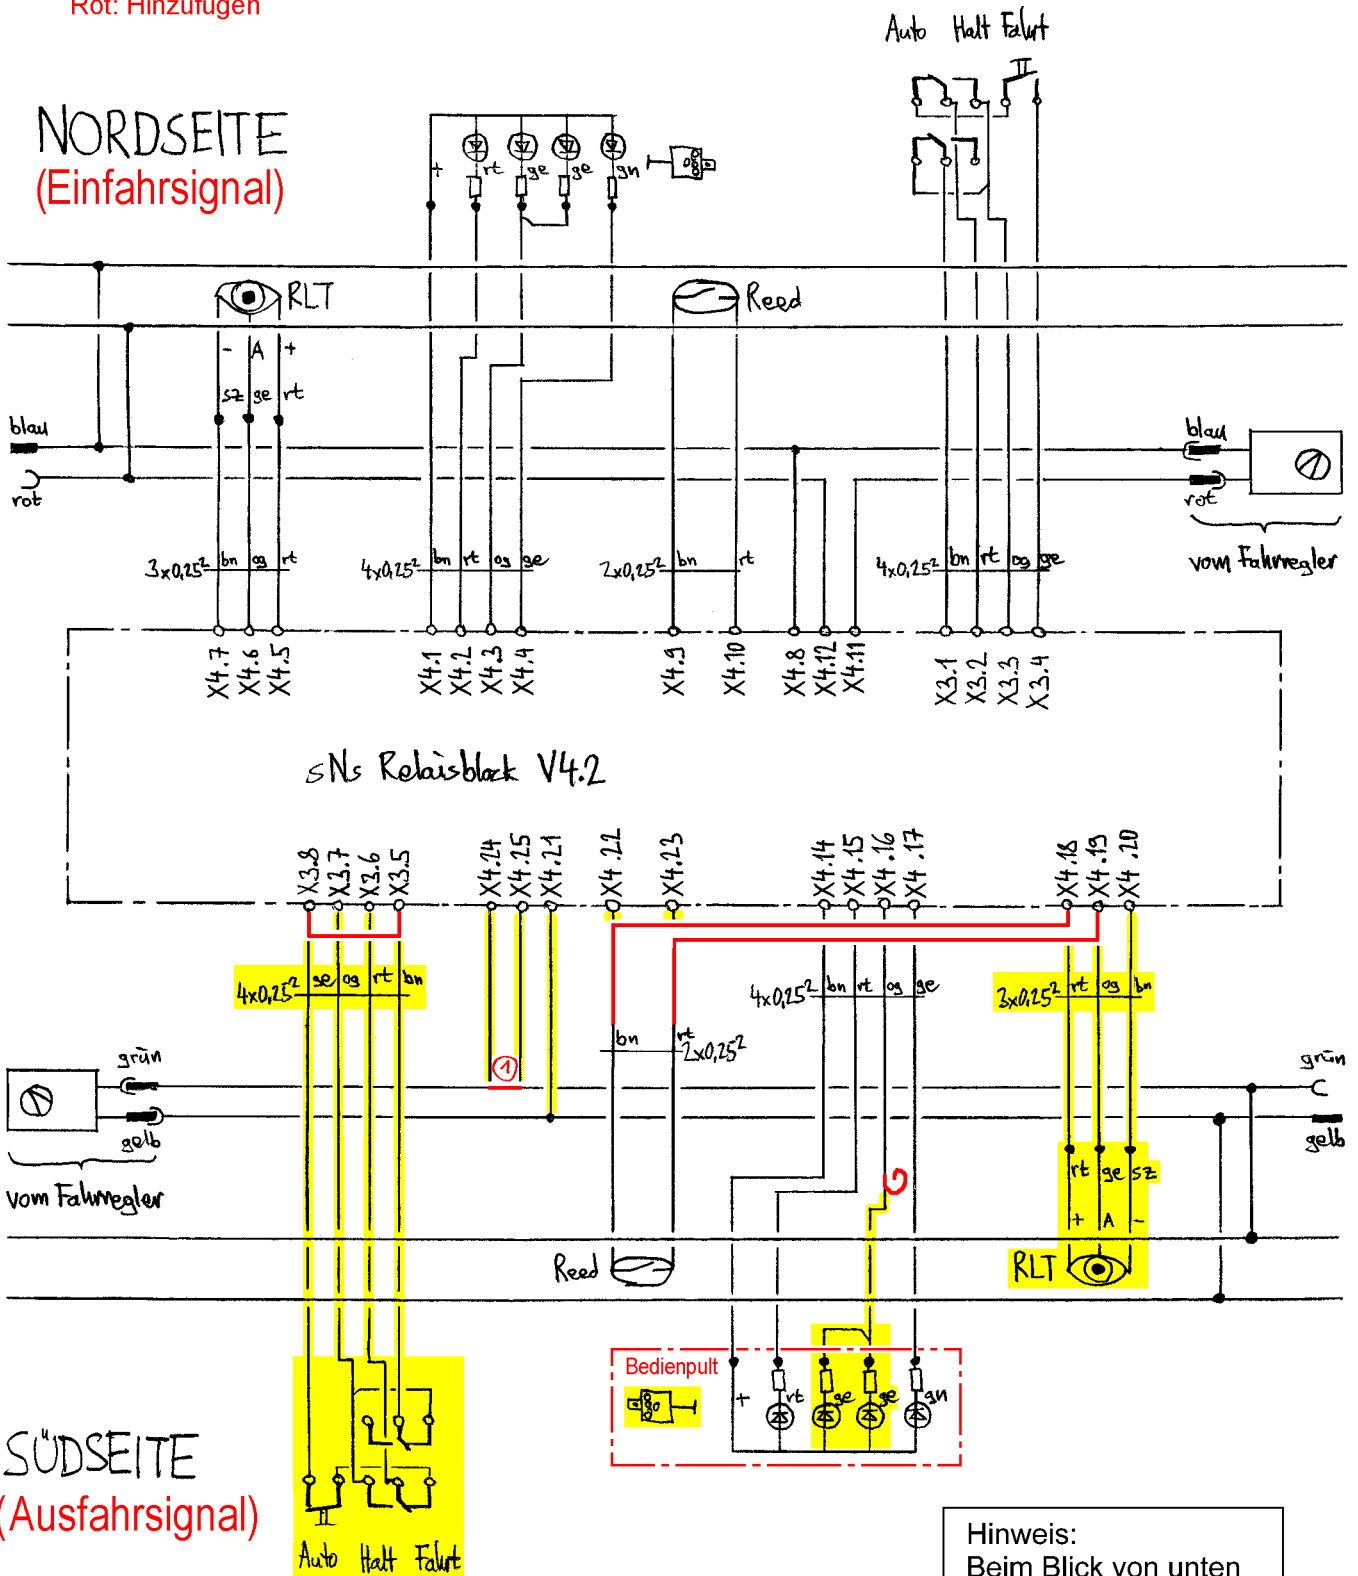 Rot: Hinzufügen
Auto Halt Fahrt
II
NORDSEITE
(Einfahrsignal)
+ rt ge ge gn
RLT
Reed
- A +
sz ge rt
blau
rot
blau
rot
vom Fahrregler
3x0,25² bn og rt
4x0,25² bn rt og ge
2x0,25² bn rt
4x0,25² bn rt og ge
X4.7 X4.6 X4.5 X4.1 X4.2 X4.3 X4.4 X4.9 X4.10 X4.8 X4.12 X4.11 X3.1 X3.2 X3.3 X3.4
sNs Relaisblock V4.2
X3.8 X3.7 X3.6 X3.5 X4.24 X4.25 X4.21 X4.22 X4.23 X4.14 X4.15 X4.16 X4.17 X4.18 X4.19 X4.20
4x0,25² ge og rt bn
4x0,25² bn rt og ge
3x0,25² rt og bn
bn rt 2x0,25²
1
grün
gelb
vom Fahrregler
grün
gelb
rt ge sz
+ A -
RLT
Reed
Bedienpult
+ rt ge ge gn
SÜDSEITE
(Ausfahrsignal)
II
Auto Halt Fahrt
Hinweis:
Beim Blick von unten